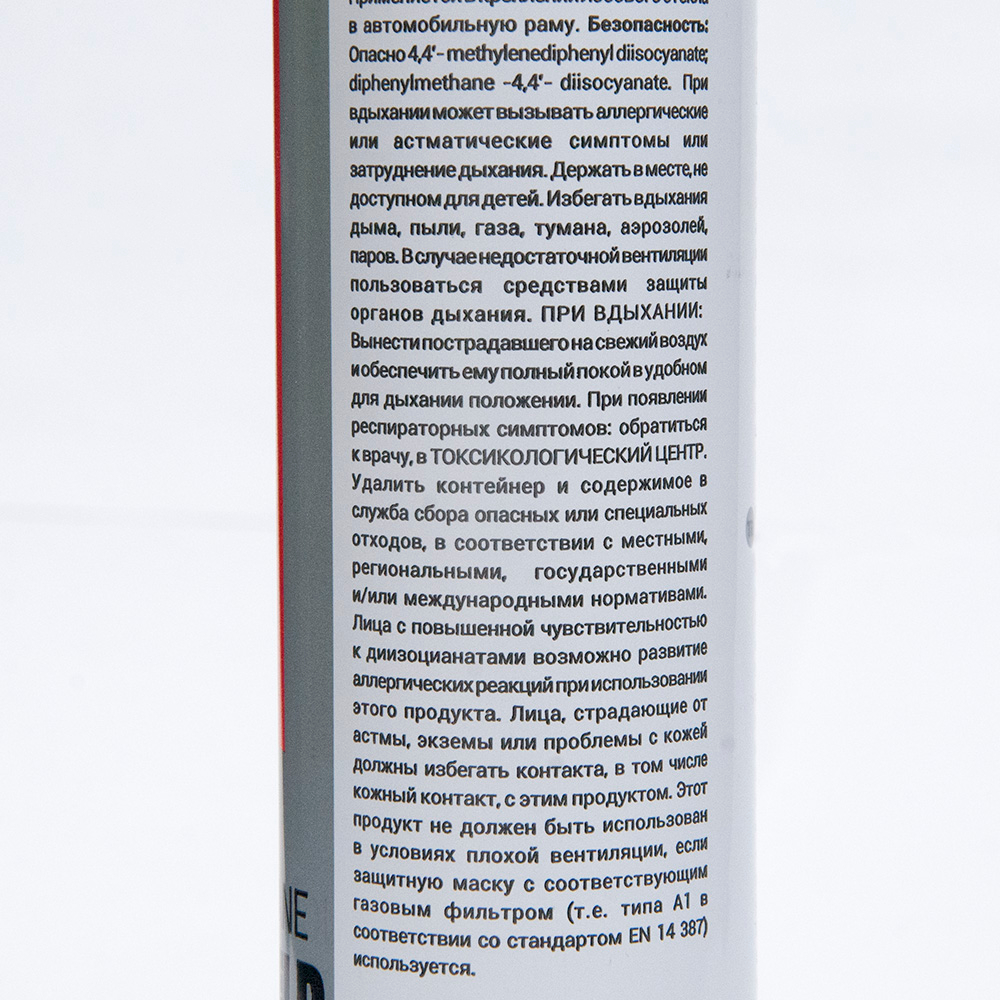 в автомобильную раму. Безопасность:
Опасно 4,4'- methylenediphenyl diisocyanate;
diphenylmethane -4,4'- diisocyanate. При
вдыхании может вызывать аллергические
или астматические симптомы или
затруднение дыхания. Держать в месте, не
доступном для детей. Избегать вдыхания
дыма, пыли, газа, тумана, аэрозолей,
паров. В случае недостаточной вентиляции
пользоваться средствами защиты
органов дыхания. ПРИ ВДЫХАНИИ:
Вынести пострадавшего на свежий воздух
и обеспечить ему полный покой в удобном
для дыхании положении. При появлении
респираторных симптомов: обратиться
к врачу, в ТОКСИКОЛОГИЧЕСКИЙ ЦЕНТР.
Удалить контейнер и содержимое в
служба сбора опасных или специальных
отходов, в соответствии с местными,
региональными, государственными
и/или международными нормативами.
Лица с повышенной чувствительностью
к диизоцианатами возможно развитие
аллергических реакций при использовании
этого продукта. Лица, страдающие от
астмы, экземы или проблемы с кожей
должны избегать контакта, в том числе
кожный контакт, с этим продуктом. Этот
продукт не должен быть использован
в условиях плохой вентиляции, если
защитную маску с соответствующим
газовым фильтром (т.е. типа А1 в
соответствии со стандартом EN 14 387)
используется.
NE